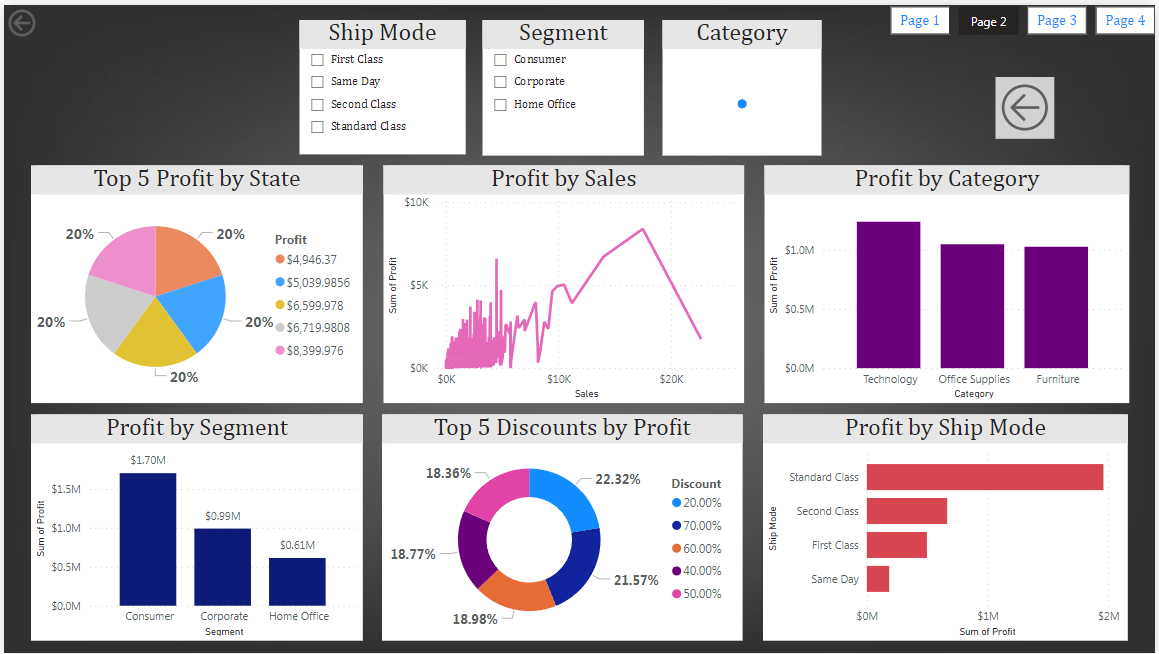 Page 1
Page 2
Page 3
Page 4
Ship Mode
First Class
Same Day
Second Class
Standard Class
Segment
Consumer
Corporate
Home Office
Category
Top 5 Profit by State
20%
20%
20%
20%
20%
Profit
$4,946.37
$5,039.9856
$6,599.978
$6,719.9808
$8,399.976
Profit by Sales
$10K
$5K
$0K
Sum of Profit
$0K
$10K
$20K
Sales
Profit by Category
$1.0M
$0.5M
$0.0M
Sum of Profit
Technology
Office Supplies
Furniture
Category
Profit by Segment
$1.70M
$0.99M
$0.61M
$1.5M
$1.0M
$0.5M
$0.0M
Sum of Profit
Consumer
Corporate
Home Office
Segment
Top 5 Discounts by Profit
18.36%
22.32%
18.77%
21.57%
18.98%
Discount
20.00%
70.00%
60.00%
40.00%
50.00%
Profit by Ship Mode
Standard Class
Second Class
First Class
Same Day
Ship Mode
$0M
$1M
$2M
Sum of Profit